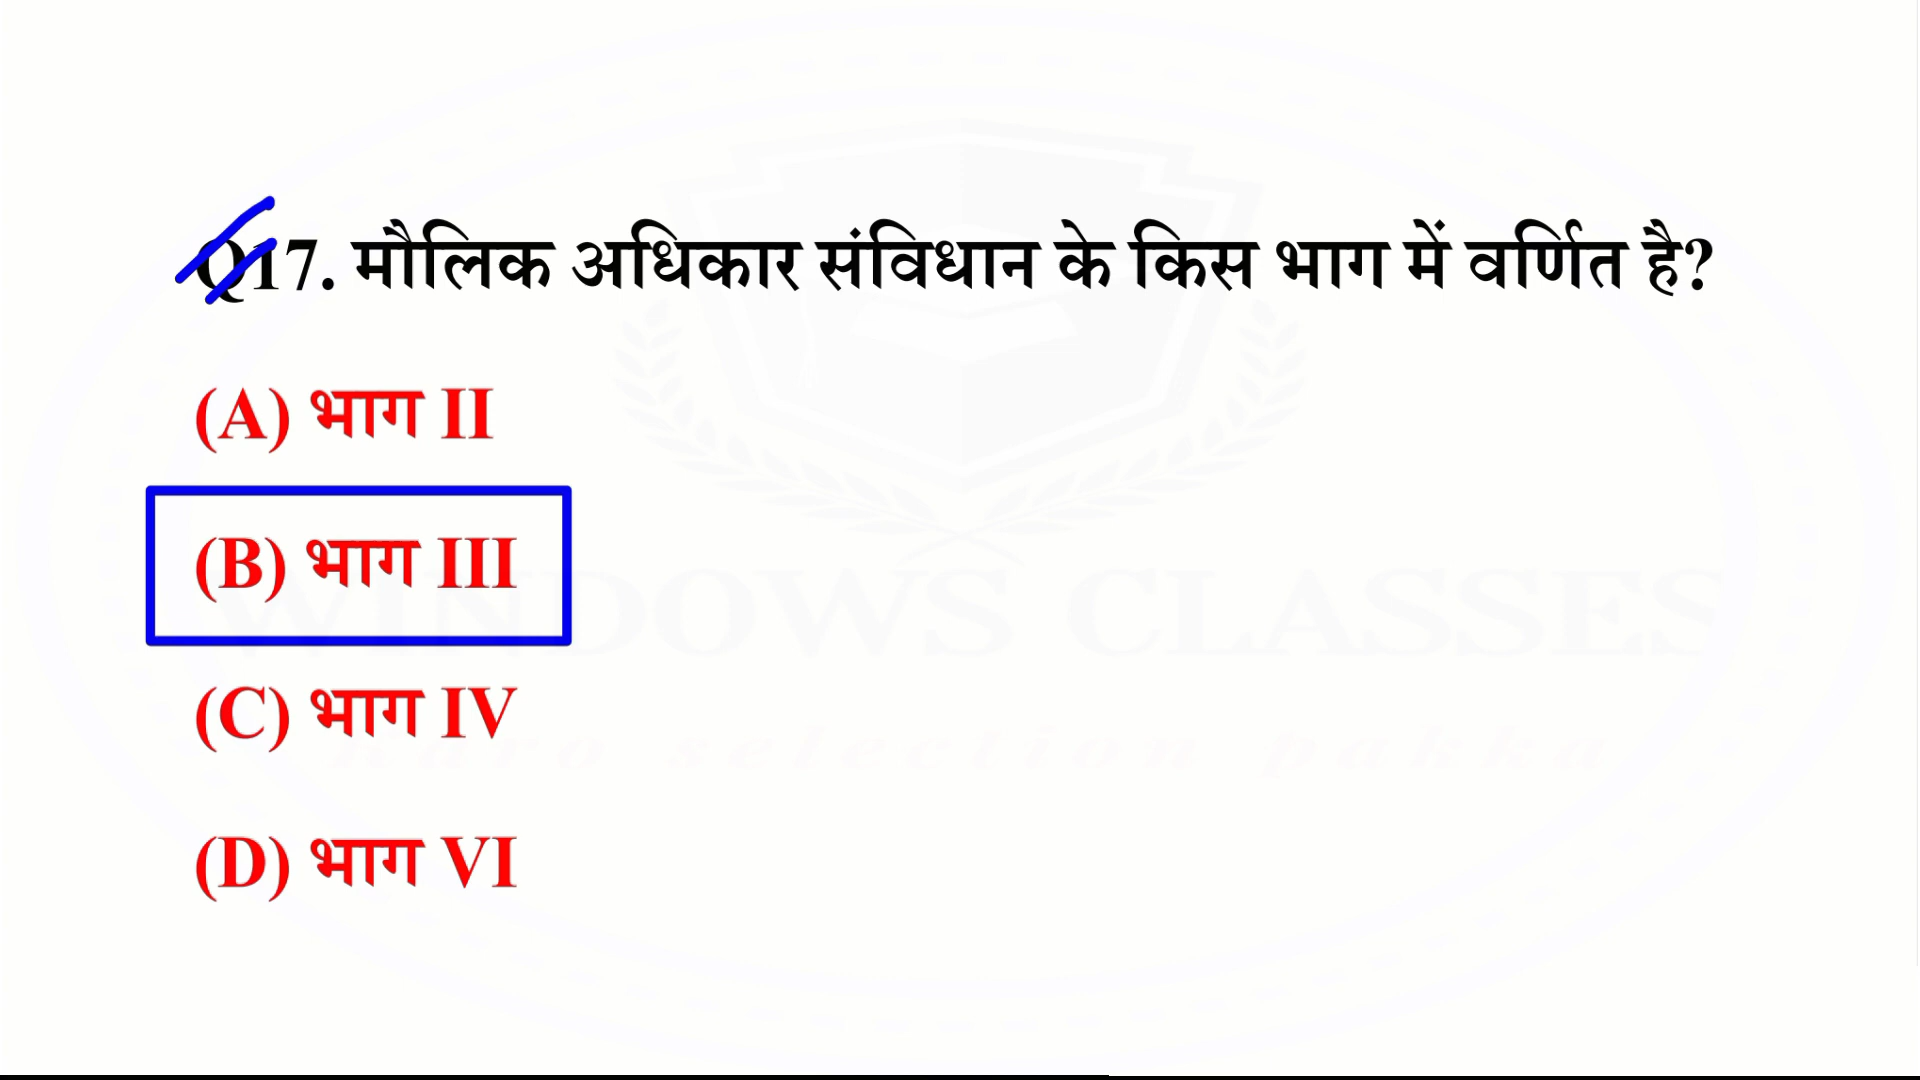 Q17. मौलिक अधिकार संविधान के किस भाग में वर्णित है?
(A) भाग II
(B) भाग III
WINDOWS CLASSES
(C) भाग IV
Karo selection pakka
(D) भाग VI